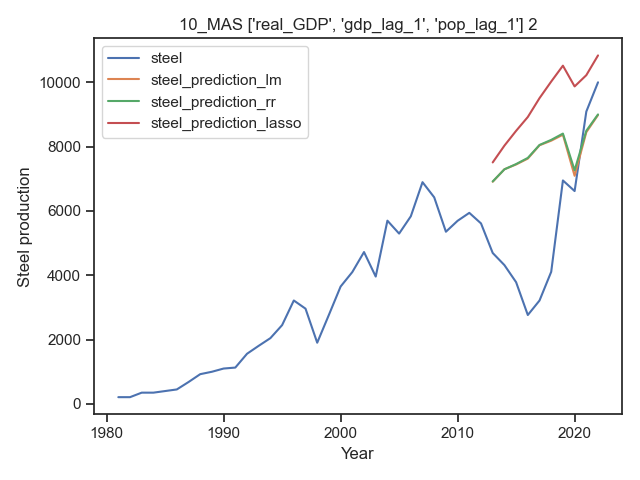 10_MAS ['real_GDP', 'gdp_lag_1', 'pop_lag_1'] 2
steel
steel_prediction_lm
steel_prediction_rr
steel_prediction_lasso
10000
8000
6000
4000
2000
0
Steel production
1980
1990
2000
2010
2020
Year